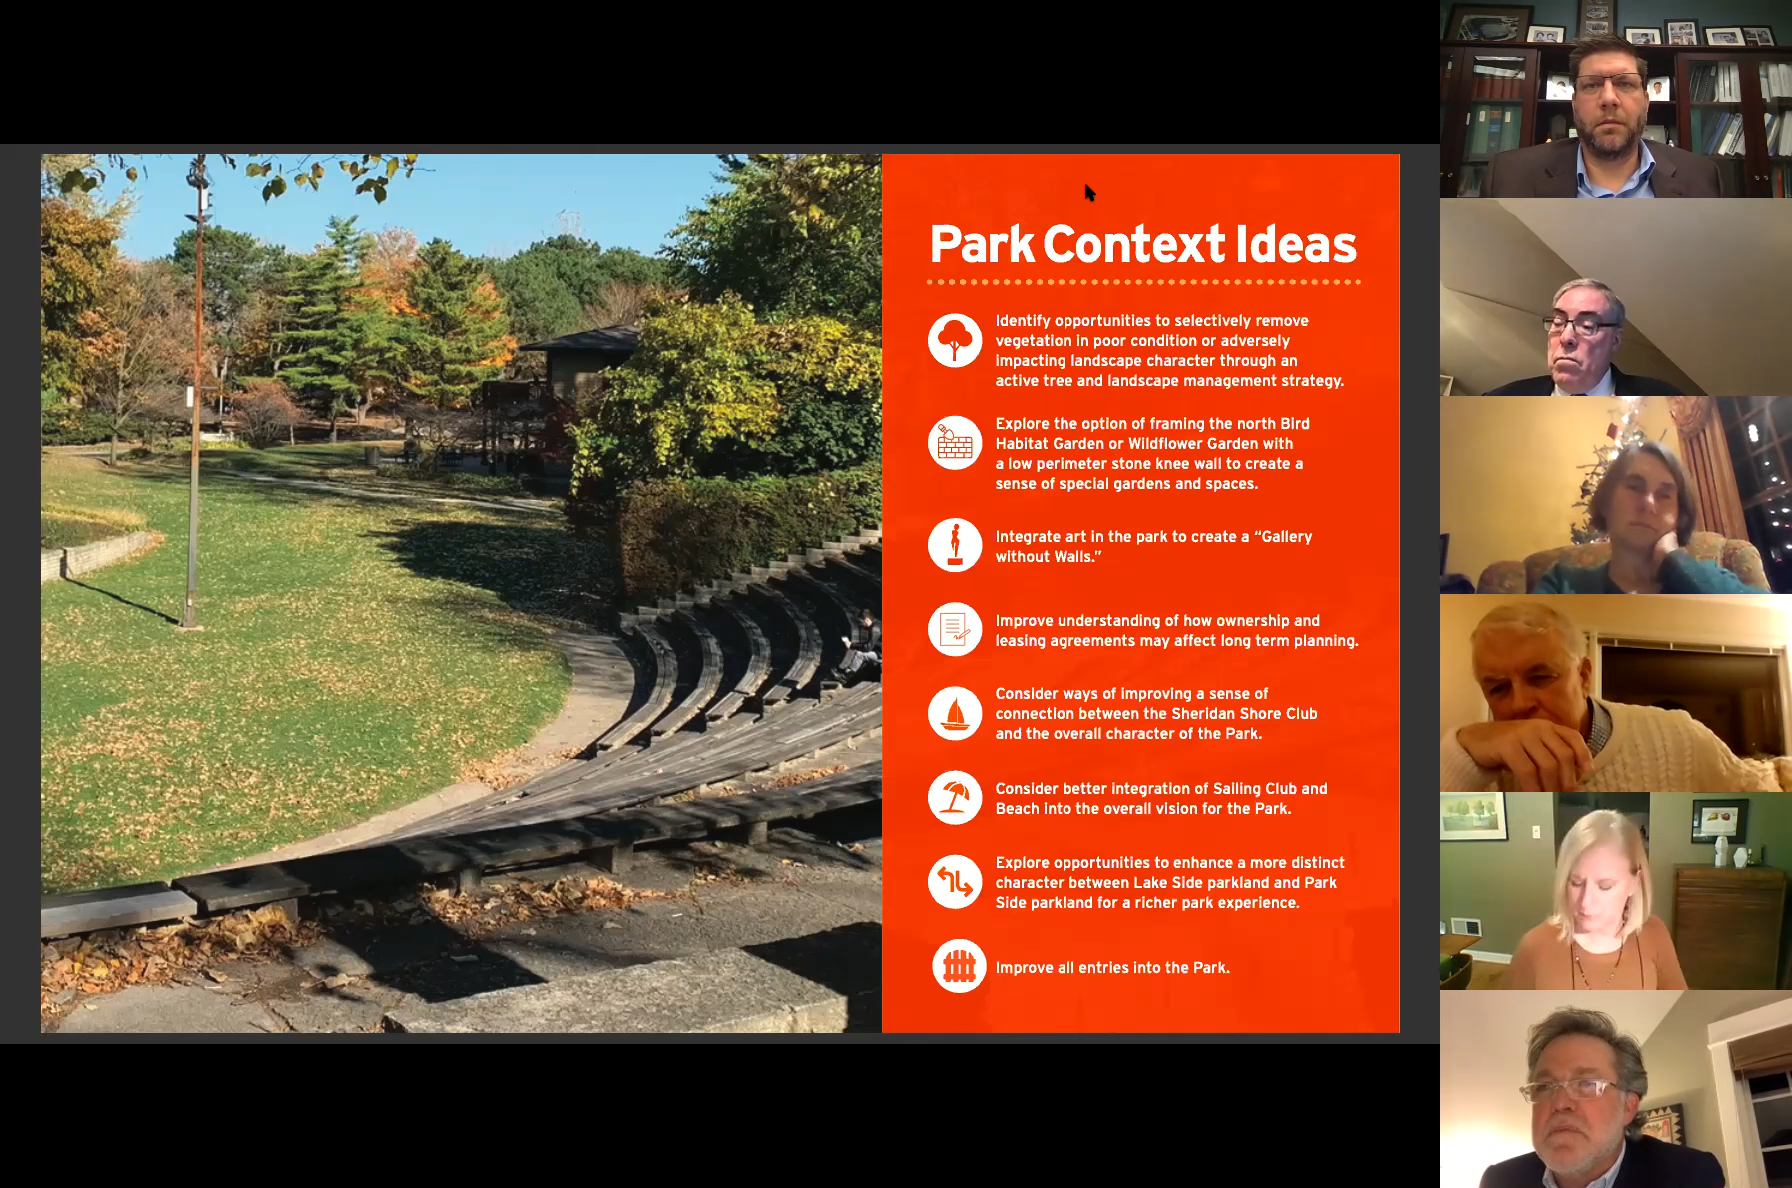 Park Context Ideas
Identify opportunities to selectively remove
vegetation in poor condition or adversely
impacting landscape character through an
active tree and landscape management strategy.
Explore the option of framing the north Bird
Habitat Garden or Wildflower Garden with
a low perimeter stone knee wall to create a
sense of special gardens and spaces.
Integrate art in the park to create a “Gallery
without Walls.”
Improve understanding of how ownership and
leasing agreements may affect long term planning.
Consider ways of improving a sense of
connection between the Sheridan Shore Club
and the overall character of the Park.
Consider better integration of Sailing Club and
Beach into the overall vision for the Park.
Explore opportunities to enhance a more distinct
character between Lake Side parkland and Park
Side parkland for a richer park experience.
Improve all entries into the Park.